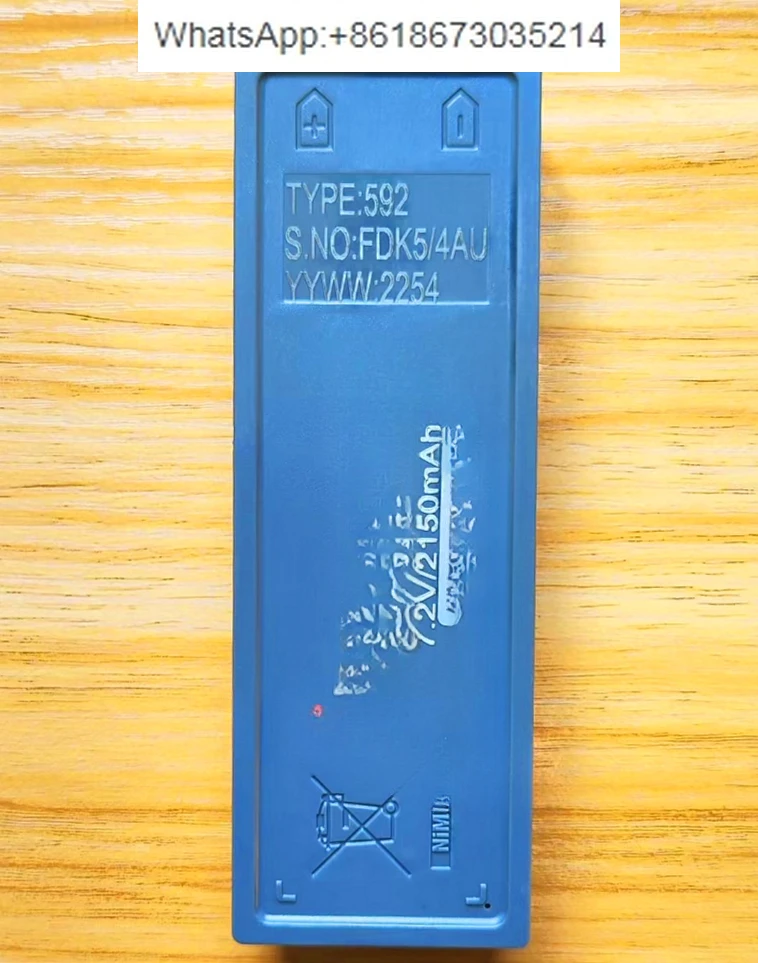 WhatsApp:+8618673035214
+ -
TYPE:592
S.NO:FDK5/4AU
YYWW:2254
7.2V/2150mAh
NiMH